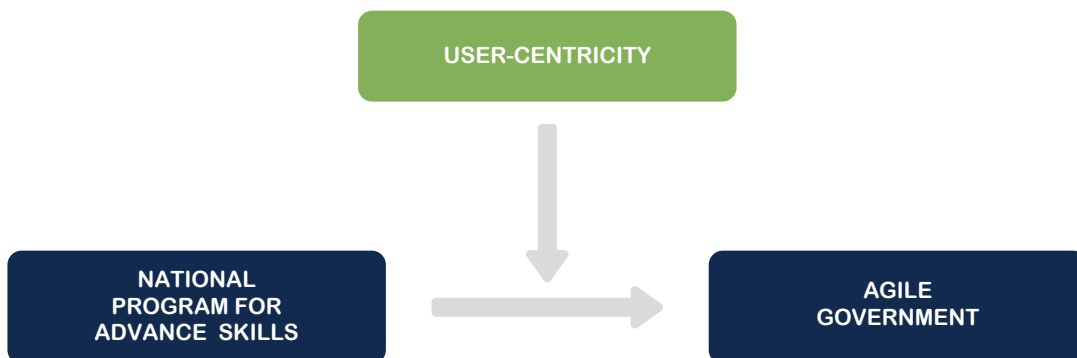 USER-CENTRICITY
NATIONAL
PROGRAM FOR
ADVANCE SKILLS
AGILE
GOVERNMENT